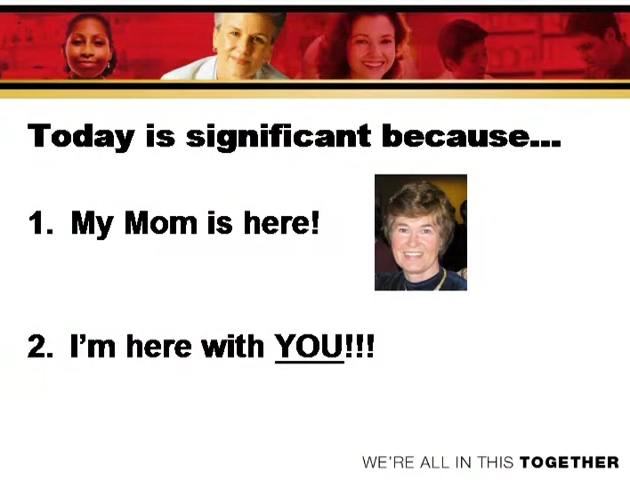 Today is significant because...
1. My Mom is here!
2. I'm here with YOU!!!
WE'RE ALL IN THIS TOGETHER